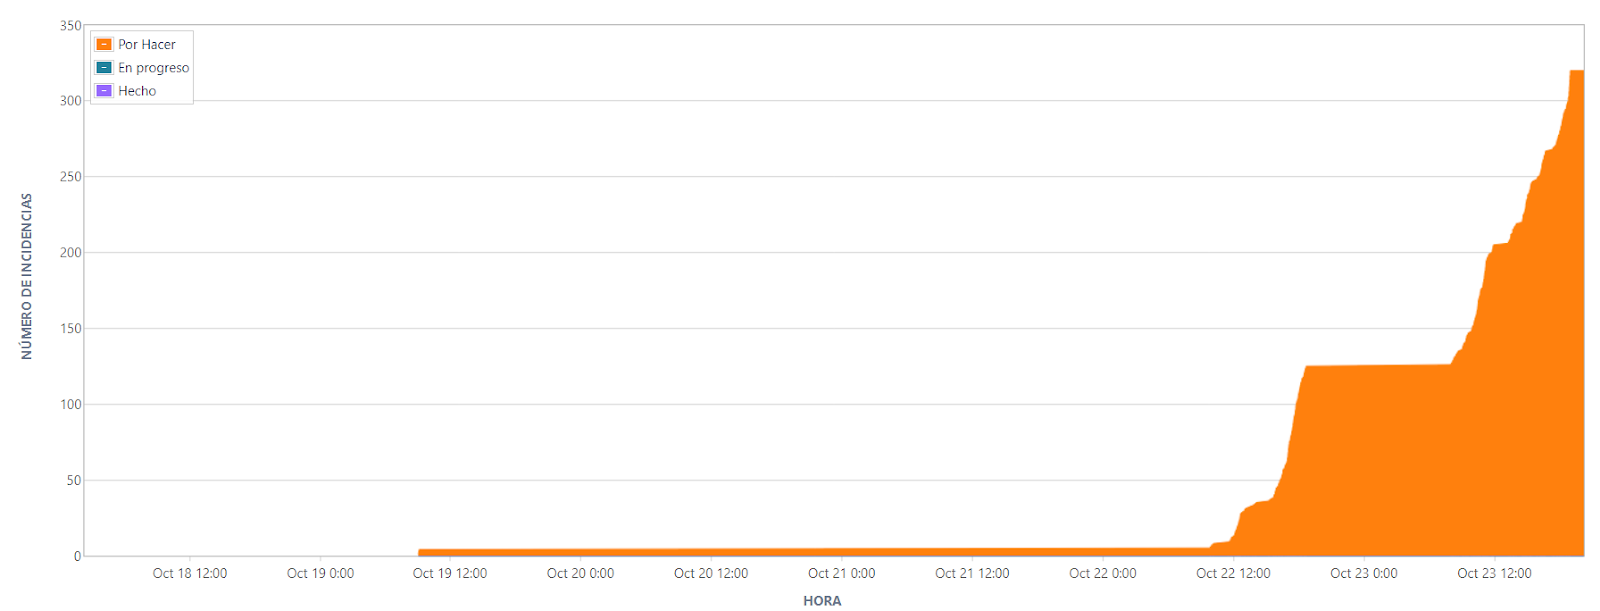 350
300
250
200
150
100
50
0
NÚMERO DE INCIDENCIAS
Por Hacer
En progreso
Hecho
Oct 18 12:00 Oct 19 0:00 Oct 19 12:00 Oct 20 0:00 Oct 20 12:00 Oct 21 0:00 Oct 21 12:00 Oct 22 0:00 Oct 22 12:00 Oct 23 0:00 Oct 23 12:00
HORA